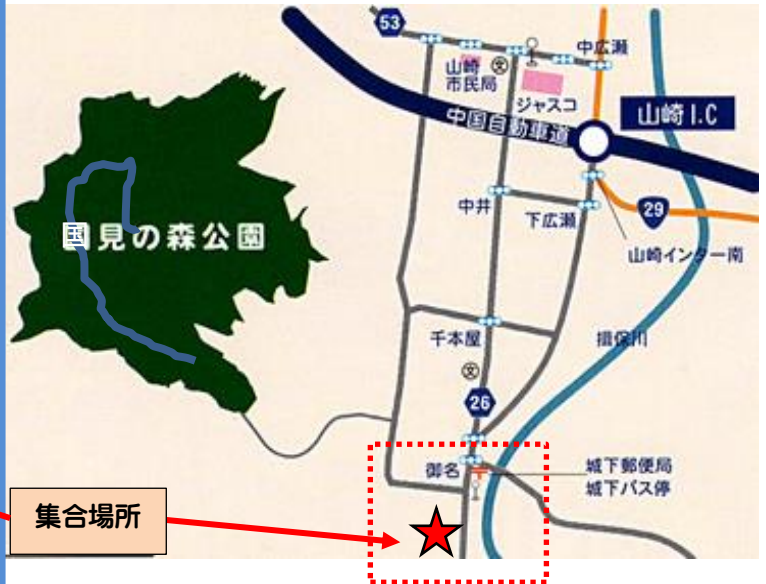 53
中広瀬
山崎
市民局
文
ジャスコ
山崎 I.C
中国自動車道
中井
下広瀬
29
山崎インター南
国見の森公園
千本屋
揖保川
文
26
御名
城下郵便局
城下バス停
集合場所